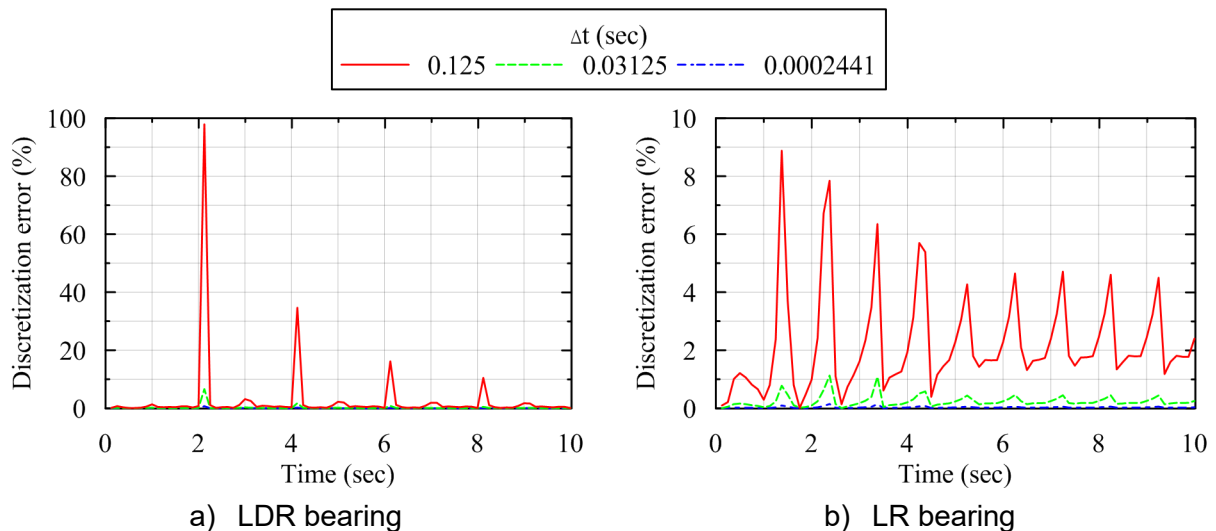 Δt (sec)
0.125 0.03125 0.0002441
100
80
60
40
20
0
Discretization error (%)
0 2 4 6 8 10
Time (sec)
a) LDR bearing
10
8
6
4
2
0
Discretization error (%)
0 2 4 6 8 10
Time (sec)
b) LR bearing